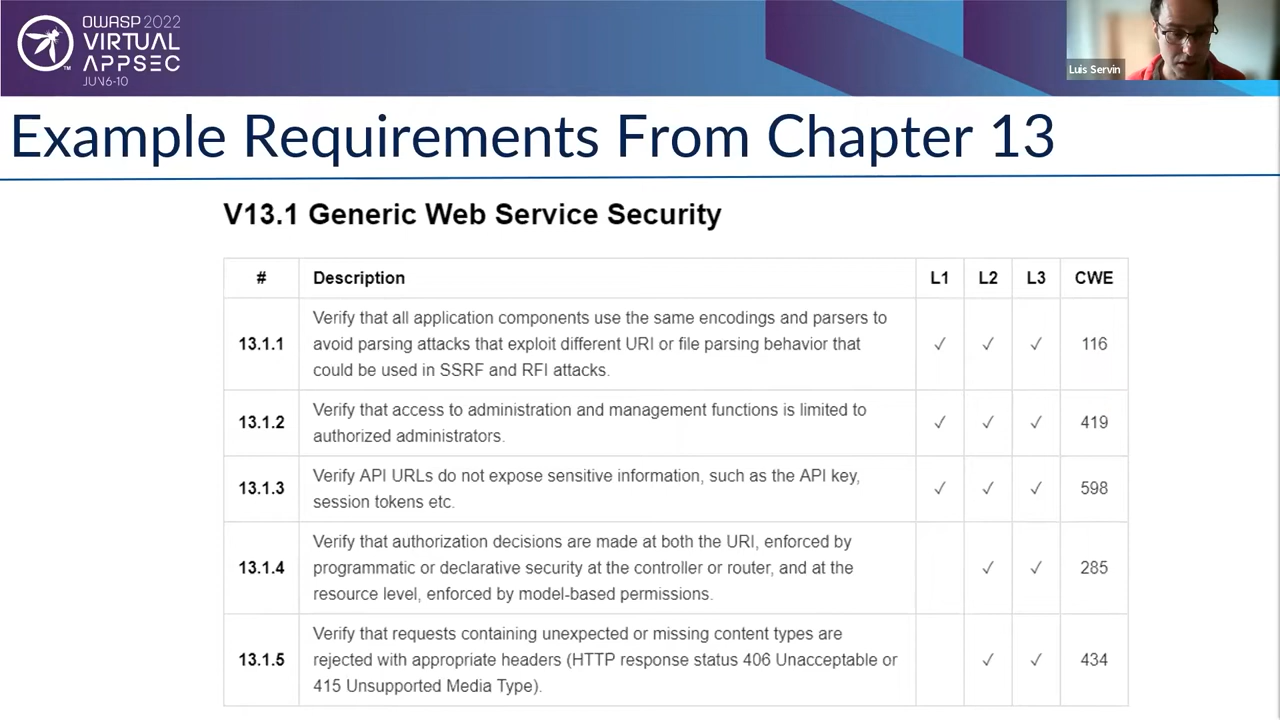 OWASP 2022
VIRTUAL
APPSEC
JUN 6-10
Luis Servin
Example Requirements From Chapter 13
V13.1 Generic Web Service Security
# Description L1 L2 L3 CWE
13.1.1 Verify that all application components use the same encodings and parsers to
avoid parsing attacks that exploit different URI or file parsing behavior that
could be used in SSRF and RFI attacks. ✓ ✓ ✓ 116
13.1.2 Verify that access to administration and management functions is limited to
authorized administrators. ✓ ✓ ✓ 419
13.1.3 Verify API URLs do not expose sensitive information, such as the API key,
session tokens etc. ✓ ✓ ✓ 598
13.1.4 Verify that authorization decisions are made at both the URI, enforced by
programmatic or declarative security at the controller or router, and at the
resource level, enforced by model-based permissions. ✓ ✓ 285
13.1.5 Verify that requests containing unexpected or missing content types are
rejected with appropriate headers (HTTP response status 406 Unacceptable or
415 Unsupported Media Type). ✓ ✓ 434